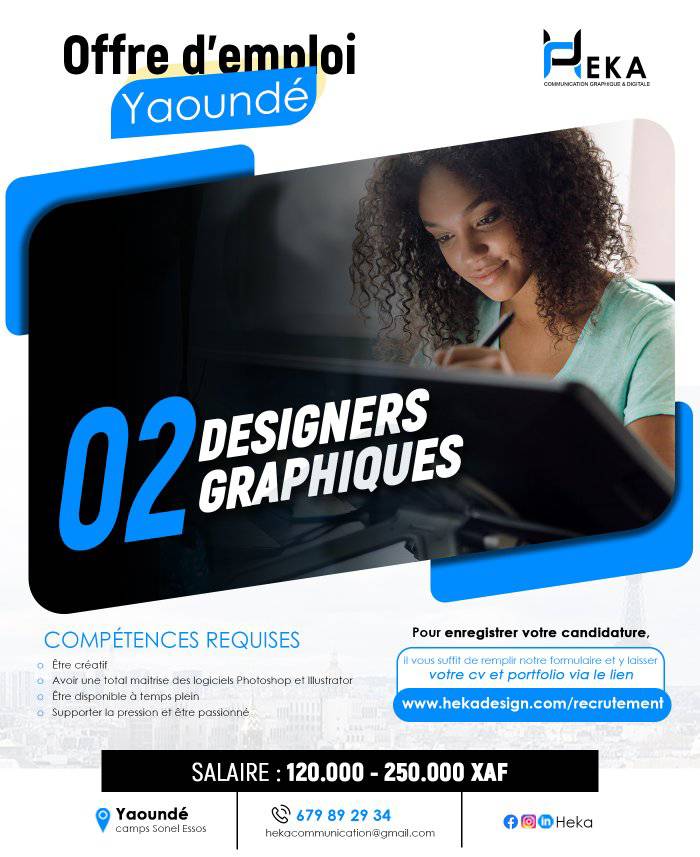 Offre d'emploi
Yaoundé
HEKA
COMMUNICATION GRAPHIQUE & DIGITALE
02
DESIGNERS
GRAPHIQUES
COMPÉTENCES REQUISES
Être créatif
Avoir une total maitrise des logiciels Photoshop et Illustrator
Être disponible à temps plein
Supporter la pression et être passionné
Pour enregistrer votre candidature,
il vous suffit de remplir notre formulaire et y laisser
votre cv et portfolio via le lien
www.hekadesign.com/recrutement
SALAIRE : 120.000 - 250.000 XAF
Yaoundé
camps Sonel Essos
679 89 29 34
hekacommunication@gmail.com
Heka